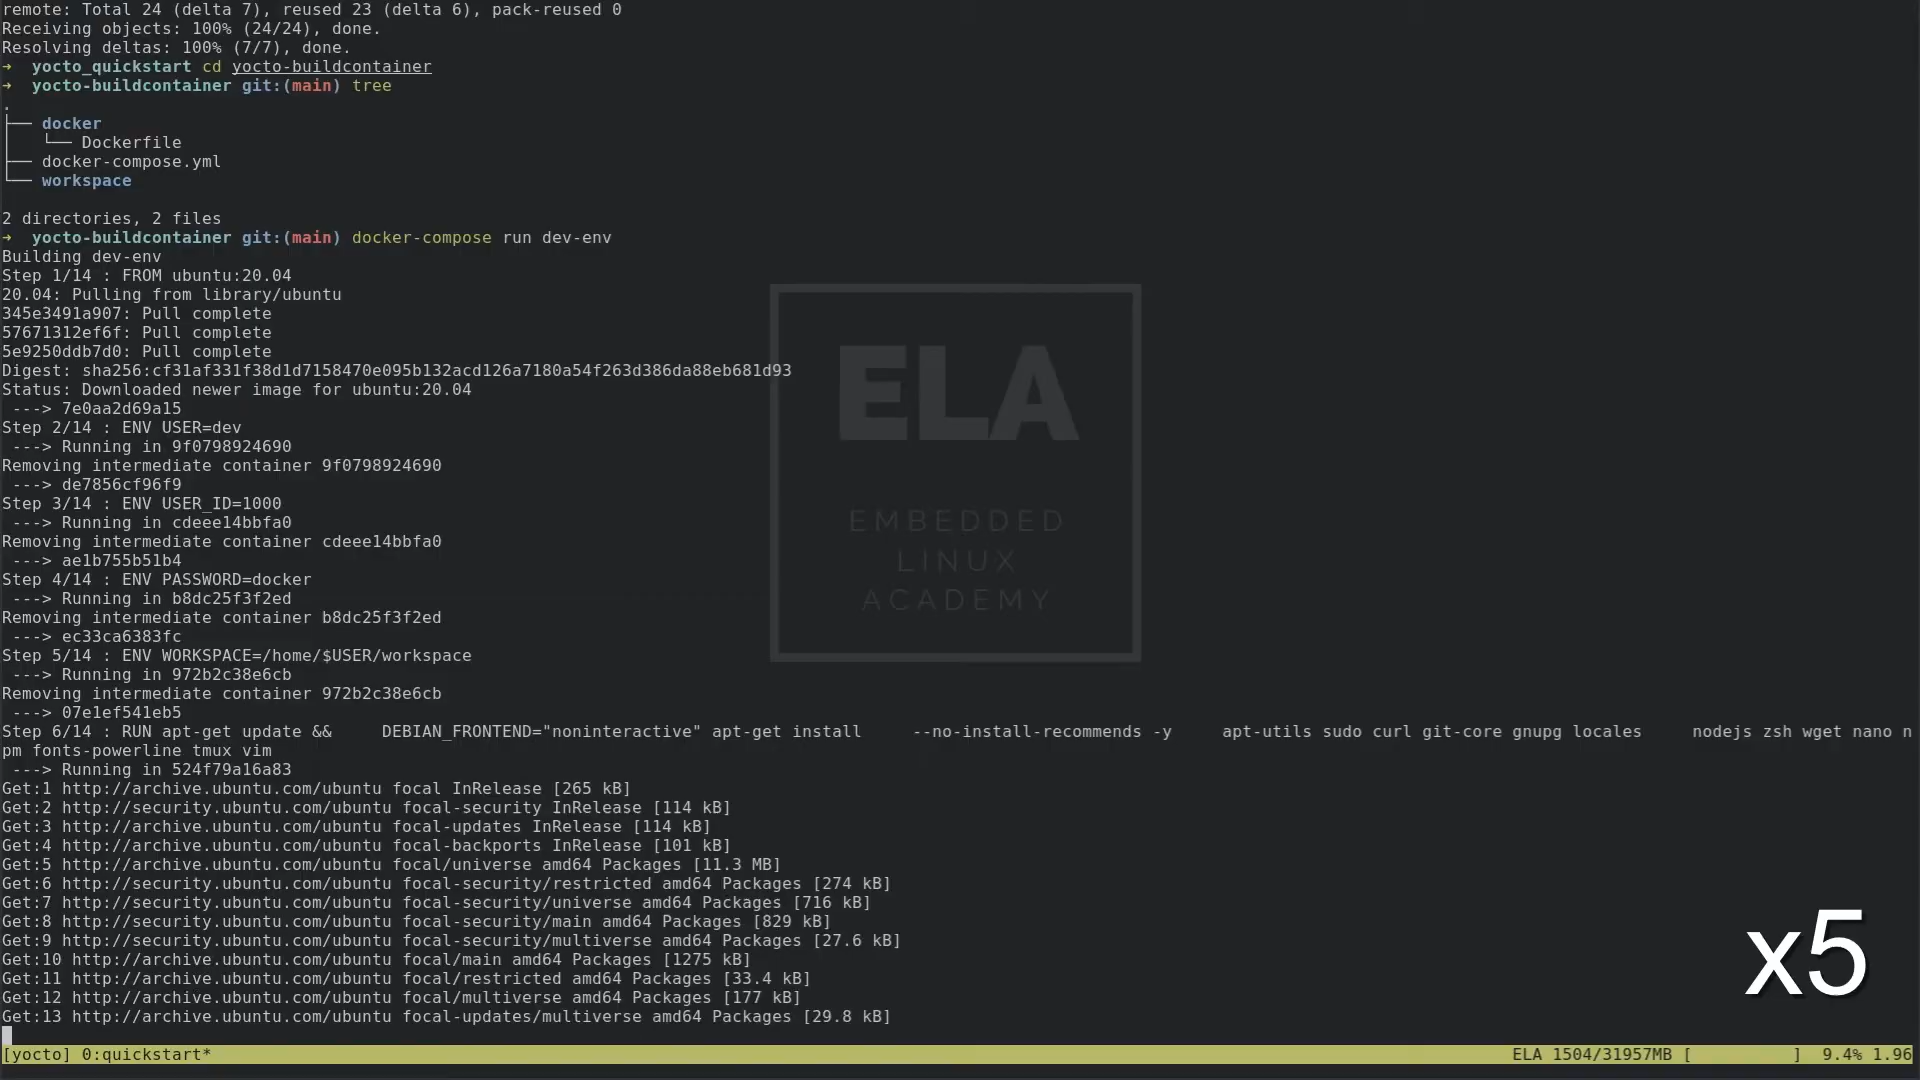 remote: Total 24 (delta 7), reused 23 (delta 6), pack-reused 0
Receiving objects: 100% (24/24), done.
Resolving deltas: 100% (7/7), done.
➜  yocto_quickstart cd yocto-buildcontainer
➜  yocto-buildcontainer git:(main) tree
.
├── docker
│   └── Dockerfile
├── docker-compose.yml
└── workspace
2 directories, 2 files
➜  yocto-buildcontainer git:(main) docker-compose run dev-env
Building dev-env
Step 1/14 : FROM ubuntu:20.04
20.04: Pulling from library/ubuntu
345e3491a907: Pull complete
57671312ef6f: Pull complete
5e9250ddb7d0: Pull complete
Digest: sha256:cf31af331f38d1d7158470e095b132acd126a7180a54f263d386da88eb681d93
Status: Downloaded newer image for ubuntu:20.04
 ---> 7e0aa2d69a15
Step 2/14 : ENV USER=dev
 ---> Running in 9f0798924690
Removing intermediate container 9f0798924690
 ---> de7856cf96f9
Step 3/14 : ENV USER_ID=1000
 ---> Running in cdeee14bbfa0
Removing intermediate container cdeee14bbfa0
 ---> ae1b755b51b4
Step 4/14 : ENV PASSWORD=docker
 ---> Running in b8dc25f3f2ed
Removing intermediate container b8dc25f3f2ed
 ---> ec33ca6383fc
Step 5/14 : ENV WORKSPACE=/home/$USER/workspace
 ---> Running in 972b2c38e6cb
Removing intermediate container 972b2c38e6cb
 ---> 07e1ef541eb5
Step 6/14 : RUN apt-get update &&     DEBIAN_FRONTEND="noninteractive" apt-get install     --no-install-recommends -y     apt-utils sudo curl git-core gnupg locales     nodejs zsh wget nano n
pm fonts-powerline tmux vim
 ---> Running in 524f79a16a83
Get:1 http://archive.ubuntu.com/ubuntu focal InRelease [265 kB]
Get:2 http://security.ubuntu.com/ubuntu focal-security InRelease [114 kB]
Get:3 http://archive.ubuntu.com/ubuntu focal-updates InRelease [114 kB]
Get:4 http://archive.ubuntu.com/ubuntu focal-backports InRelease [101 kB]
Get:5 http://archive.ubuntu.com/ubuntu focal/universe amd64 Packages [11.3 MB]
Get:6 http://security.ubuntu.com/ubuntu focal-security/restricted amd64 Packages [274 kB]
Get:7 http://security.ubuntu.com/ubuntu focal-security/universe amd64 Packages [716 kB]
Get:8 http://security.ubuntu.com/ubuntu focal-security/main amd64 Packages [829 kB]
Get:9 http://security.ubuntu.com/ubuntu focal-security/multiverse amd64 Packages [27.6 kB]
Get:10 http://archive.ubuntu.com/ubuntu focal/main amd64 Packages [1275 kB]
Get:11 http://archive.ubuntu.com/ubuntu focal/restricted amd64 Packages [33.4 kB]
Get:12 http://archive.ubuntu.com/ubuntu focal/multiverse amd64 Packages [177 kB]
Get:13 http://archive.ubuntu.com/ubuntu focal-updates/multiverse amd64 Packages [29.8 kB]
[yocto] 0:quickstart*
ELA 1504/31957MB [          ]  9.4% 1.96
ELA
EMBEDDED
LINUX
ACADEMY
x5